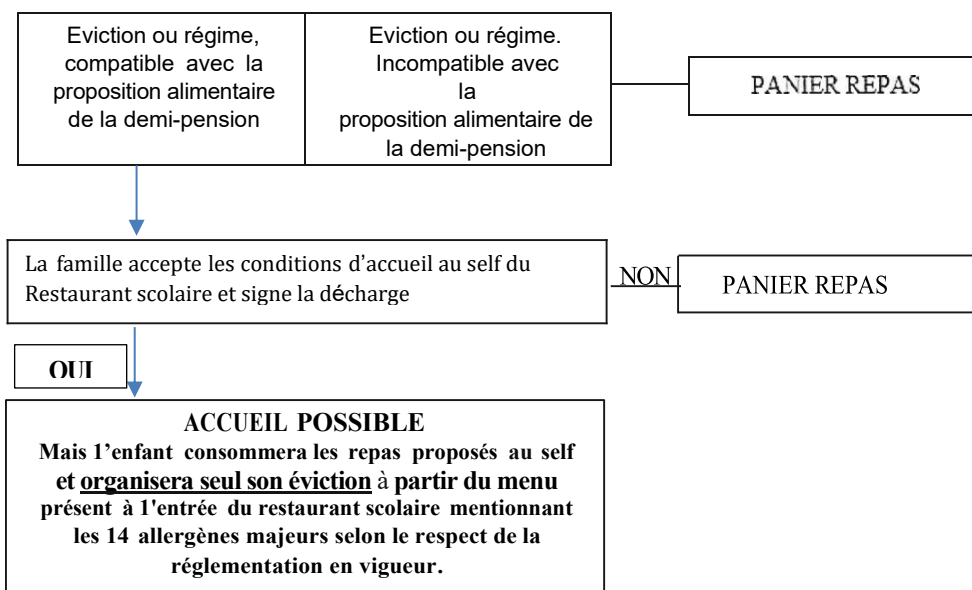 Eviction ou régime,
compatible avec la
proposition alimentaire
de la demi-pension
Eviction ou régime.
Incompatible avec
la
proposition alimentaire de
la demi-pension
PANIER REPAS
La famille accepte les conditions d'accueil au self du
Restaurant scolaire et signe la décharge
NON
PANIER REPAS
OUI
ACCUEIL POSSIBLE
Mais l'enfant consommera les repas proposés au self
et organisera seul son éviction à partir du menu
présent à l'entrée du restaurant scolaire mentionnant
les 14 allergènes majeurs selon le respect de la
réglementation en vigueur.